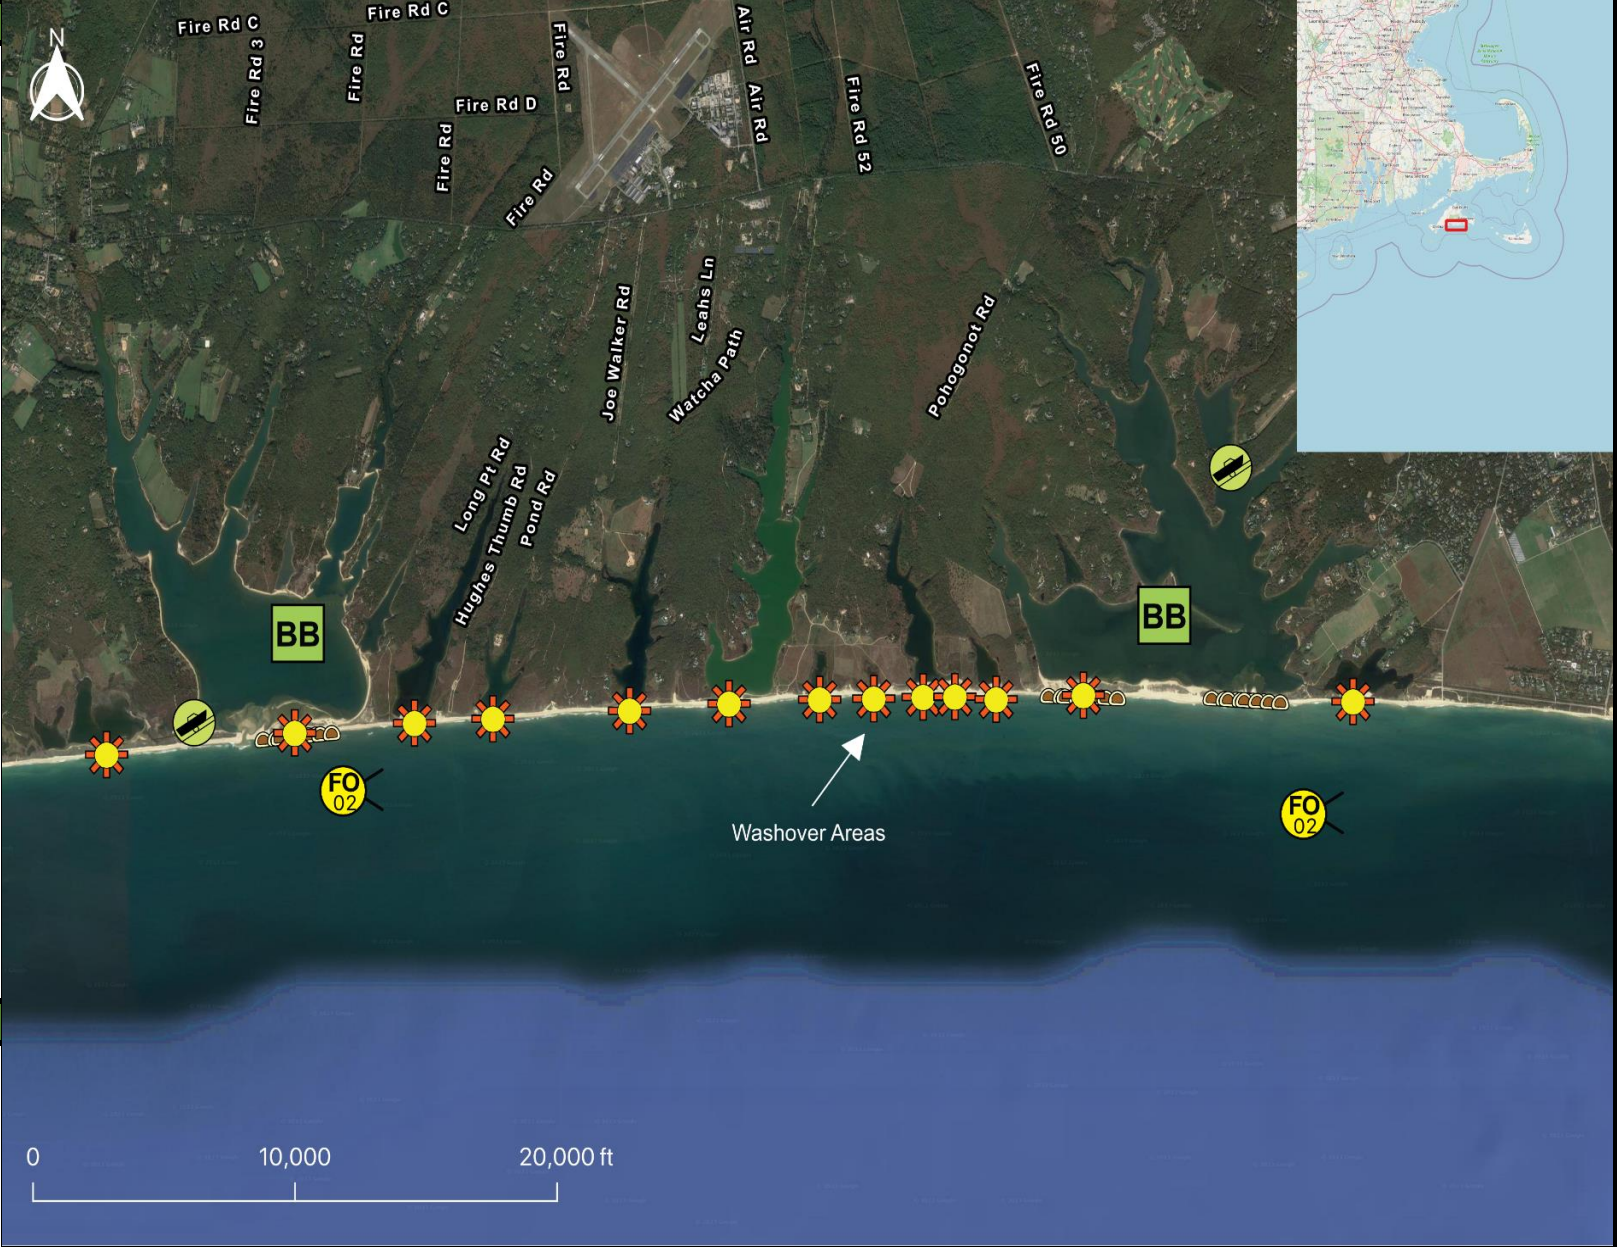 N
Fire Rd C
Fire Rd C
Fire Rd 3
Fire Rd
Fire Rd
Air Rd
Air Rd
Fire Rd D
Fire Rd
Fire Rd
Fire Rd 52
Fire Rd 50
Joe Walker Rd
Leahs Ln
Watcha Path
Pohogonot Rd
Long Pt Rd
Hughes Thumb Rd
Pond Rd
BB
BB
FO
02
FO
02
Washover Areas
0
10,000
20,000 ft